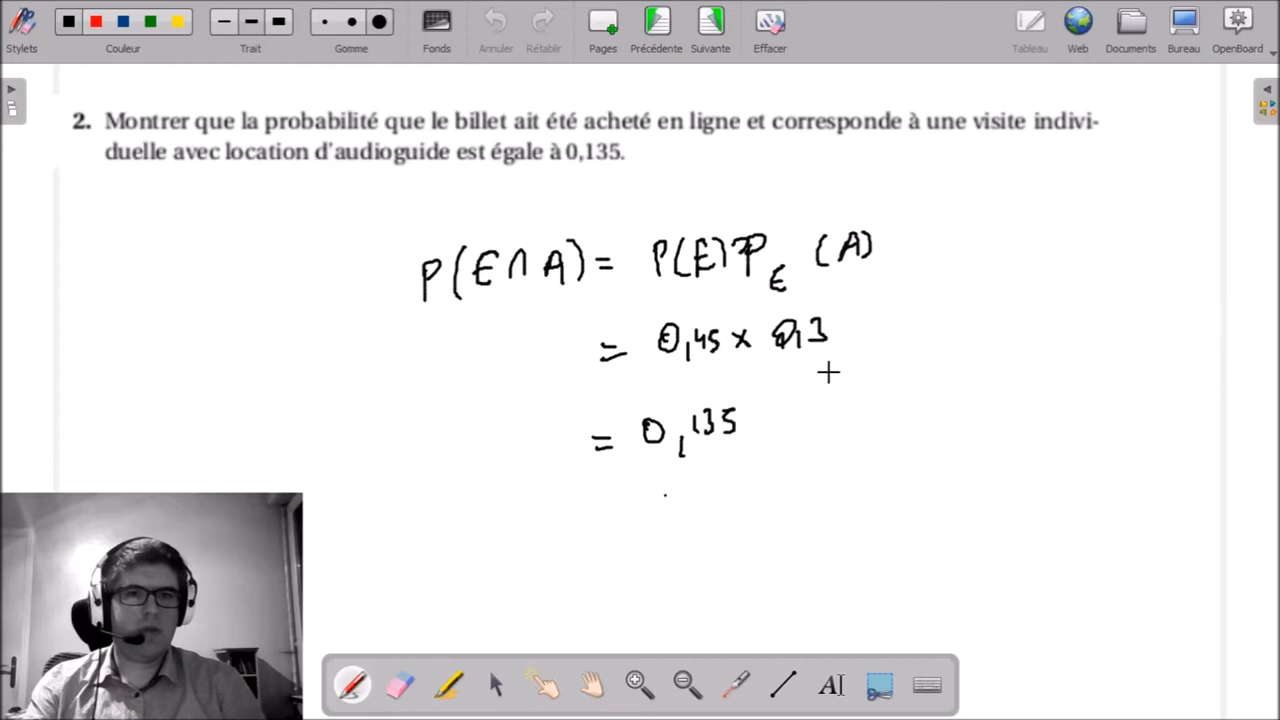 Stylets Couleur Trait Gomme Fonds Annuler Rétablir Pages Précédente Suivante Effacer Tableau Web Documents Bureau OpenBoard
2. Montrer que la probabilité que le billet ait été acheté en ligne et corresponde à une visite indivi-
duelle avec location d'audioguide est égale à 0,135.
P(E∩A) = P(E) P_E (A)
= 0,45 × 0,3
= 0,135
AI